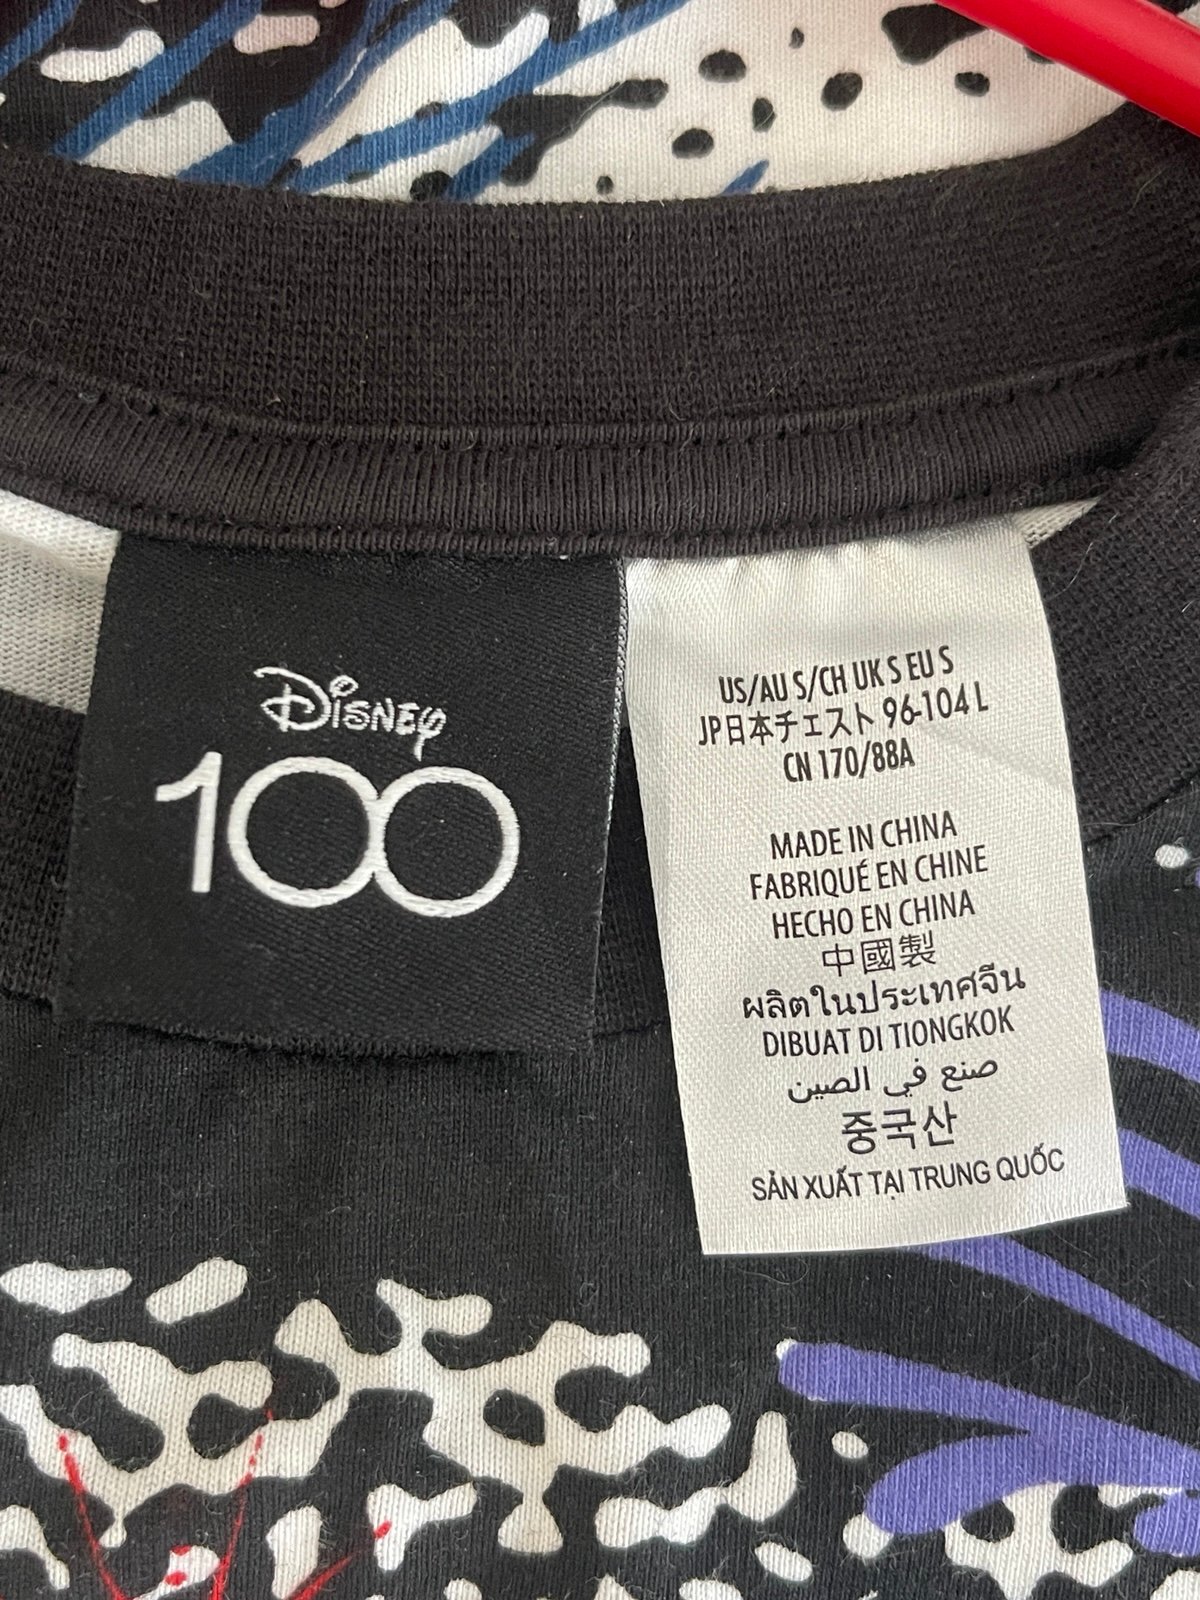 Disney
100
US/AU S/CH UK S EU S
JP日本チェスト 96-104 L
CN 170/88A
MADE IN CHINA
FABRIQUÉ EN CHINE
HECHO EN CHINA
中國製
ผลิตในประเทศจีน
DIBUAT DI TIONGKOK
صنع في الصين
중국산
SẢN XUẤT TẠI TRUNG QUỐC